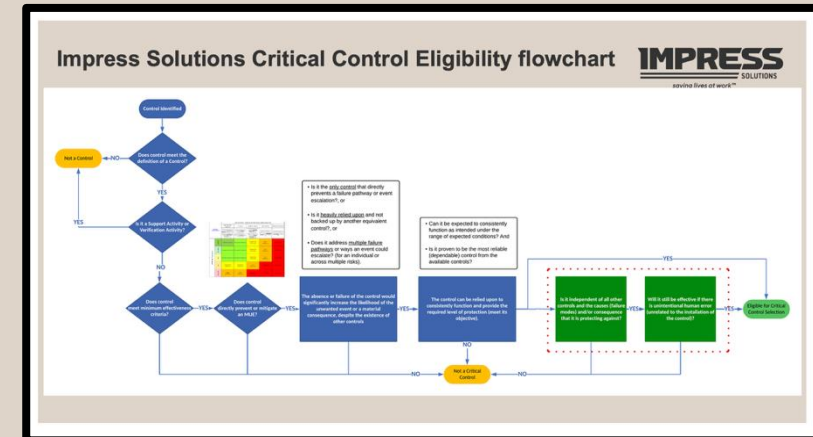 Impress Solutions Critical Control Eligibility flowchart
IMPRESS
SOLUTIONS
saving lives at work™
Control Identified
Does control meet the
definition of a Control?
NO
Not a Control
YES
Is it a Support Activity or
Verification Activity?
YES
NO
Does control
meet minimum effectiveness
criteria?
YES
Does control
directly prevent or mitigate
an MUE?
YES
• Is it the only control that directly
prevents a failure pathway or event
escalation?, or
• Is it heavily relied upon and not
backed up by another equivalent
control?, or
• Does it address multiple failure
pathways or ways an event could
escalate? (for an individual or
across multiple risks).
The absence or failure of the control would
significantly increase the likelihood of the
unwanted event or a material
consequence, despite the existence of
other controls
YES
• Can it be expected to consistently
function as intended under the
range of expected conditions? And
• Is it proven to be the most reliable
(dependable) control from the
available controls?
The control can be relied upon to
consistently function and provide the
required level of protection (meet its
objective).
YES
NO
Is it Independent of all other
controls and the causes (failure
modes) and/or consequence
that it is protecting against?
YES
Will it still be effective if there
is unintentional human error
(unrelated to the installation of
the control)?
YES
Eligible for Critical
Control Selection
NO
Not a Critical
Control
NO